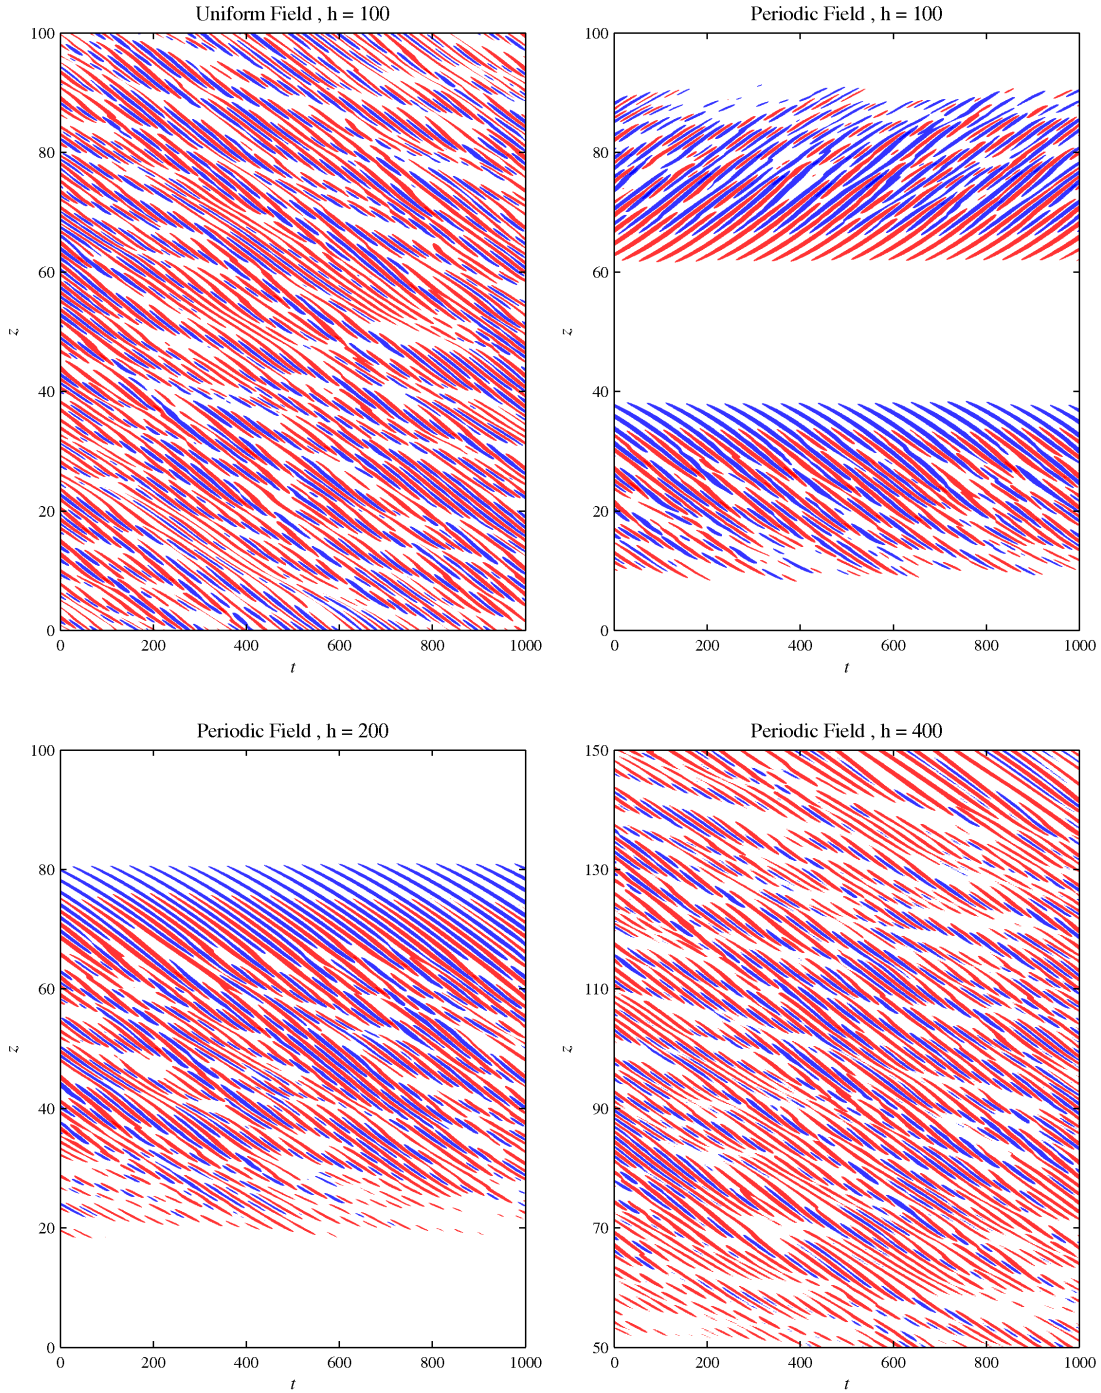 Uniform Field , h = 100
100
80
60
z
40
20
0
0 200 400 600 800 1000
t
Periodic Field , h = 100
100
80
60
z
40
20
0
0 200 400 600 800 1000
t
Periodic Field , h = 200
100
80
60
z
40
20
0
0 200 400 600 800 1000
t
Periodic Field , h = 400
150
130
110
z
90
70
50
0 200 400 600 800 1000
t